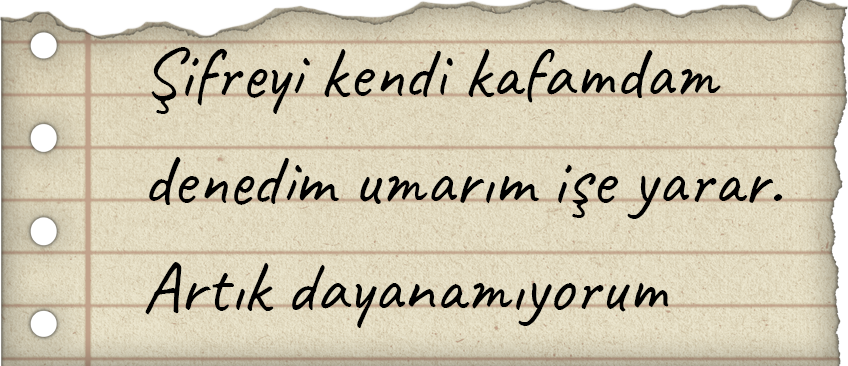 Şifreyi kendi kafamdam
denedim umarım işe yarar.
Artık dayanamıyorum